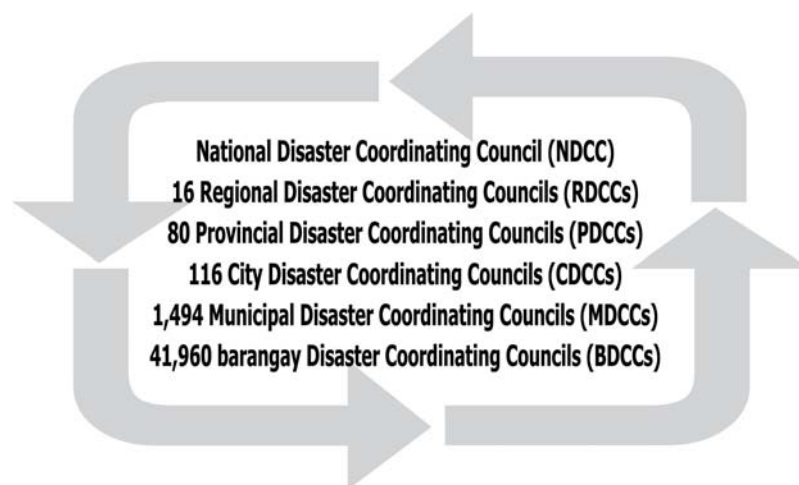 National Disaster Coordinating Council (NDCC)
16 Regional Disaster Coordinating Councils (RDCCs)
80 Provincial Disaster Coordinating Councils (PDCCs)
116 City Disaster Coordinating Councils (CDCCs)
1,494 Municipal Disaster Coordinating Councils (MDCCs)
41,960 barangay Disaster Coordinating Councils (BDCCs)